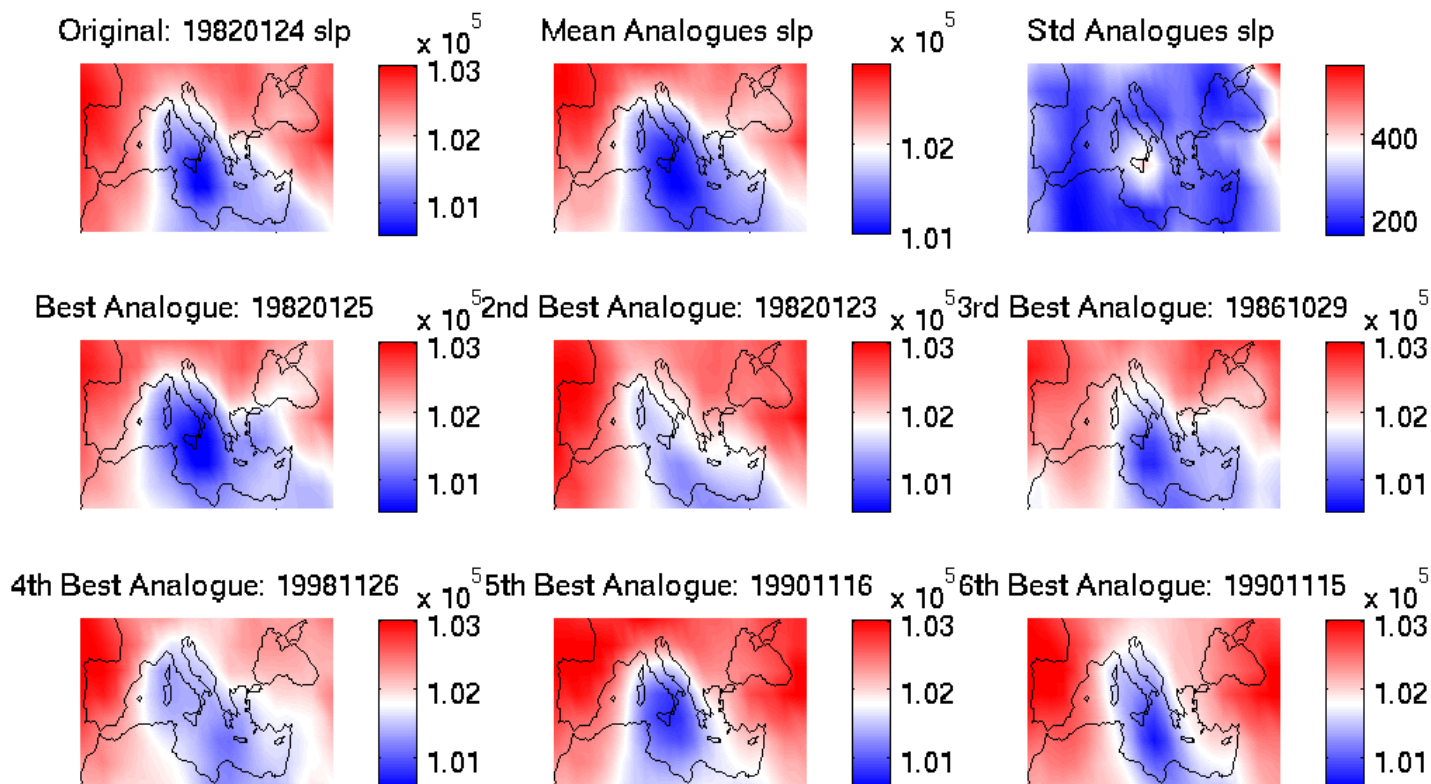 Original: 19820124 slp
x 10^5
1.03
1.02
1.01
Mean Analogues slp
x 10^5
1.02
1.01
Std Analogues slp
400
200
Best Analogue: 19820125
x 10^5
1.03
1.02
1.01
2nd Best Analogue: 19820123
x 10^5
1.03
1.02
1.01
3rd Best Analogue: 19861029
x 10^5
1.03
1.02
1.01
4th Best Analogue: 19981126
x 10^5
1.03
1.02
1.01
5th Best Analogue: 19901116
x 10^5
1.03
1.02
1.01
6th Best Analogue: 19901115
x 10^5
1.03
1.02
1.01